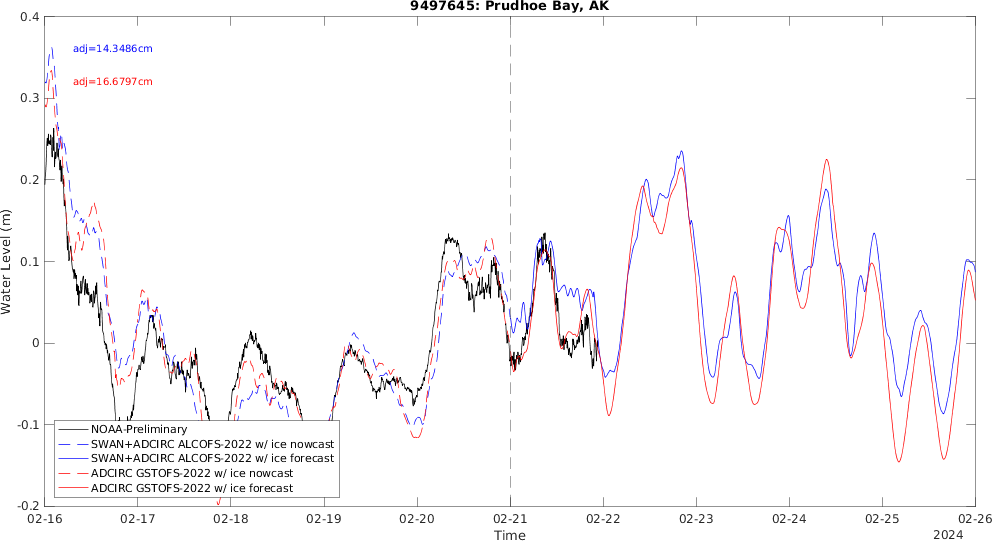 9497645: Prudhoe Bay, AK
adj=14.3486cm
adj=16.6797cm
Water Level (m)
0.4
0.3
0.2
0.1
0
-0.1
-0.2
NOAA-Preliminary
SWAN+ADCIRC ALCOFS-2022 w/ ice nowcast
SWAN+ADCIRC ALCOFS-2022 w/ ice forecast
ADCIRC GSTOFS-2022 w/ ice nowcast
ADCIRC GSTOFS-2022 w/ ice forecast
02-16 02-17 02-18 02-19 02-20 02-21 02-22 02-23 02-24 02-25 02-26
Time
2024